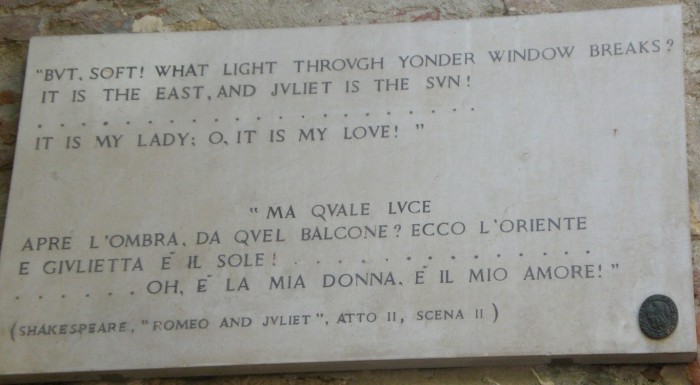 "BVT, SOFT! WHAT LIGHT THROVGH YONDER WINDOW BREAKS?
IT IS THE EAST, AND JVLIET IS THE SVN!
. . . . . . . . . . . . . . . .
IT IS MY LADY; O, IT IS MY LOVE! "
" MA QVALE LVCE
APRE L'OMBRA, DA QVEL BALCONE? ECCO L'ORIENTE
E GIVLIETTA È IL SOLE! . . . . . . . . . . . . . .
. . . . . . OH, È LA MIA DONNA, È IL MIO AMORE!"
(SHAKESPEARE, "ROMEO AND JVLIET", ATTO II, SCENA II )